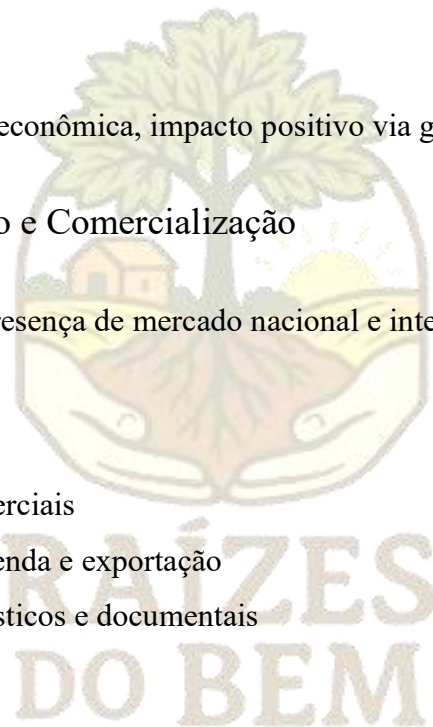 econômica, impacto positivo via g
o e Comercialização
resença de mercado nacional e inte
erciais
enda e exportação
sticos e documentais
RAÍZES
DO BEM